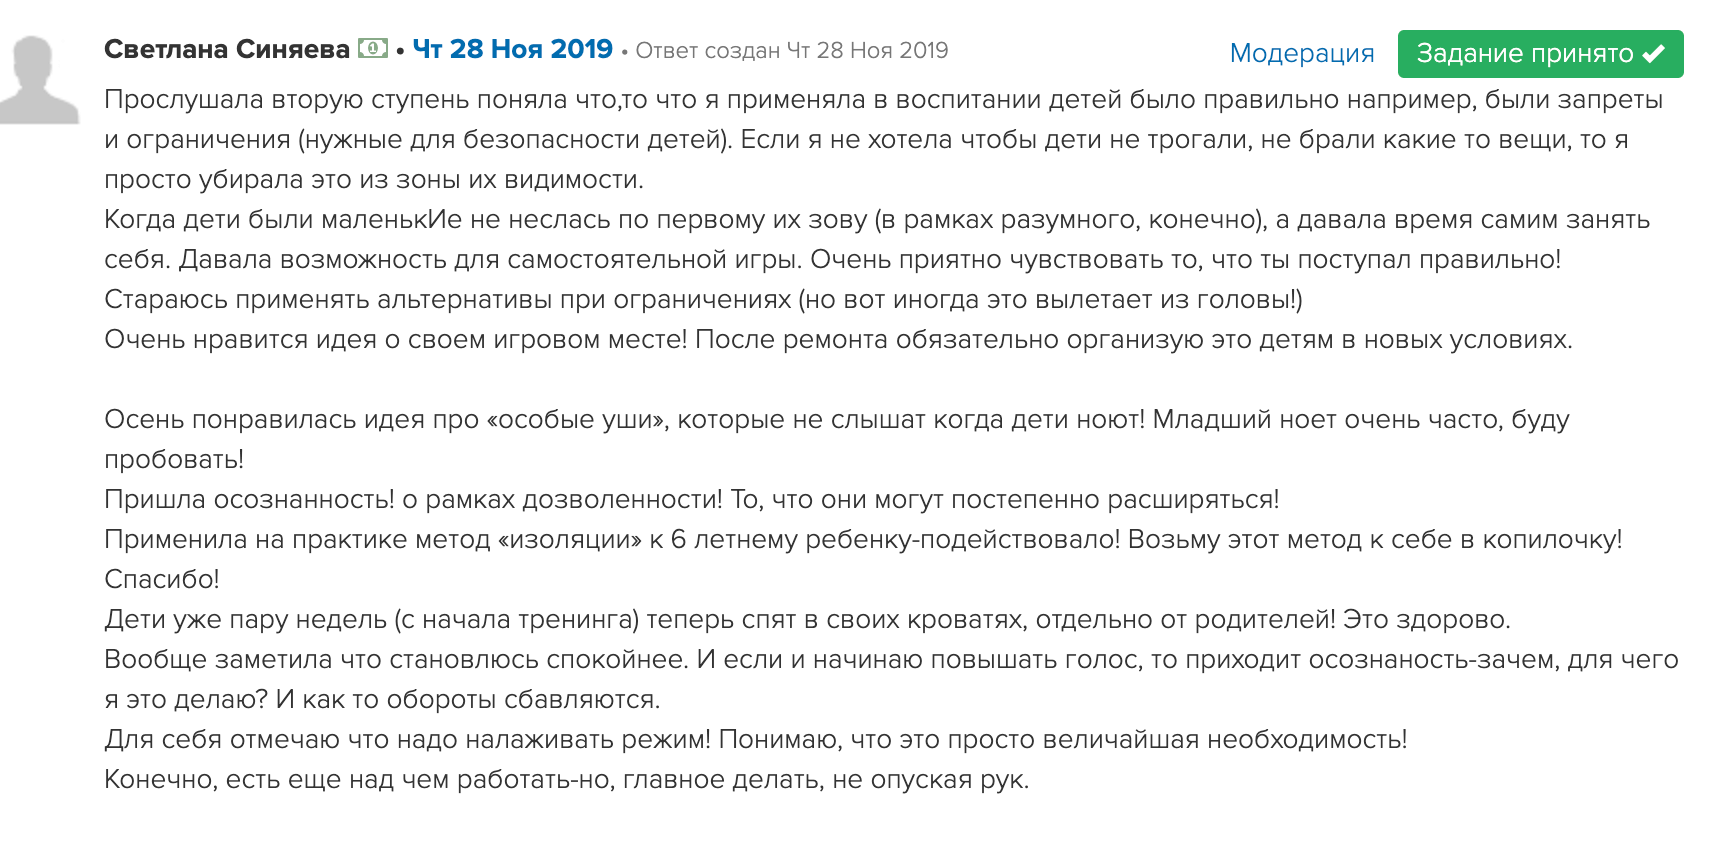 Светлана Синяева • Чт 28 Ноя 2019 • Ответ создан Чт 28 Ноя 2019
Модерация
Задание принято ✔
Прослушала вторую ступень поняла что,то что я применяла в воспитании детей было правильно например, были запреты
и ограничения (нужные для безопасности детей). Если я не хотела чтобы дети не трогали, не брали какие то вещи, то я
просто убирала это из зоны их видимости.
Когда дети были маленькИе не неслась по первому их зову (в рамках разумного, конечно), а давала время самим занять
себя. Давала возможность для самостоятельной игры. Очень приятно чувствовать то, что ты поступал правильно!
Стараюсь применять альтернативы при ограничениях (но вот иногда это вылетает из головы!)
Очень нравится идея о своем игровом месте! После ремонта обязательно организую это детям в новых условиях.
Осень понравилась идея про «особые уши», которые не слышат когда дети ноют! Младший ноет очень часто, буду
пробовать!
Пришла осознанность! о рамках дозволенности! То, что они могут постепенно расширяться!
Применила на практике метод «изоляции» к 6 летнему ребенку-подействовало! Возьму этот метод к себе в копилочку!
Спасибо!
Дети уже пару недель (с начала тренинга) теперь спят в своих кроватях, отдельно от родителей! Это здорово.
Вообще заметила что становлюсь спокойнее. И если и начинаю повышать голос, то приходит осознаность-зачем, для чего
я это делаю? И как то обороты сбавляются.
Для себя отмечаю что надо налаживать режим! Понимаю, что это просто величайшая необходимость!
Конечно, есть еще над чем работать-но, главное делать, не опуская рук.